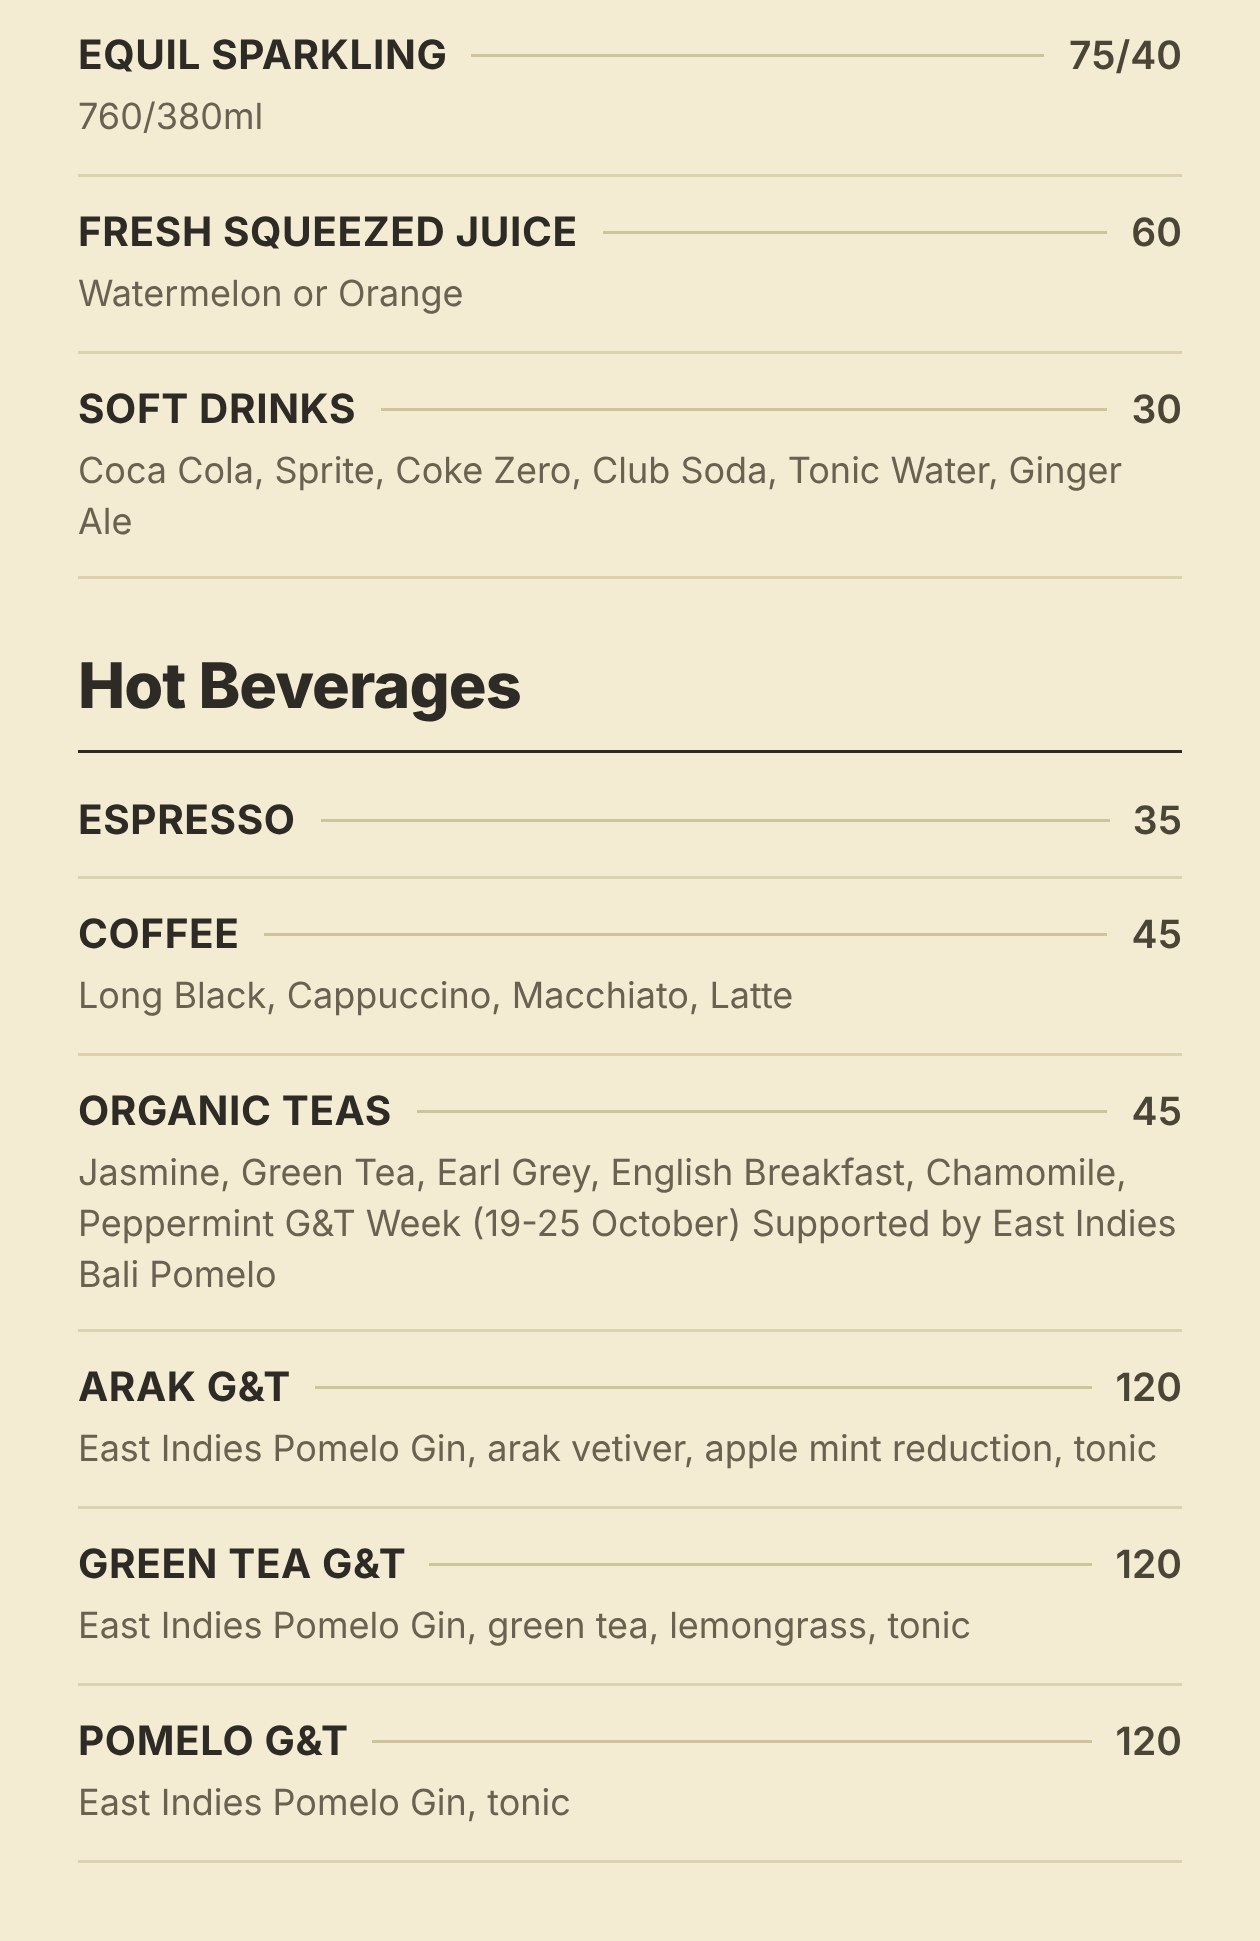 EQUIL SPARKLING 75/40
760/380ml
FRESH SQUEEZED JUICE 60
Watermelon or Orange
SOFT DRINKS 30
Coca Cola, Sprite, Coke Zero, Club Soda, Tonic Water, Ginger
Ale
Hot Beverages
ESPRESSO 35
COFFEE 45
Long Black, Cappuccino, Macchiato, Latte
ORGANIC TEAS 45
Jasmine, Green Tea, Earl Grey, English Breakfast, Chamomile,
Peppermint G&T Week (19-25 October) Supported by East Indies
Bali Pomelo
ARAK G&T 120
East Indies Pomelo Gin, arak vetiver, apple mint reduction, tonic
GREEN TEA G&T 120
East Indies Pomelo Gin, green tea, lemongrass, tonic
POMELO G&T 120
East Indies Pomelo Gin, tonic